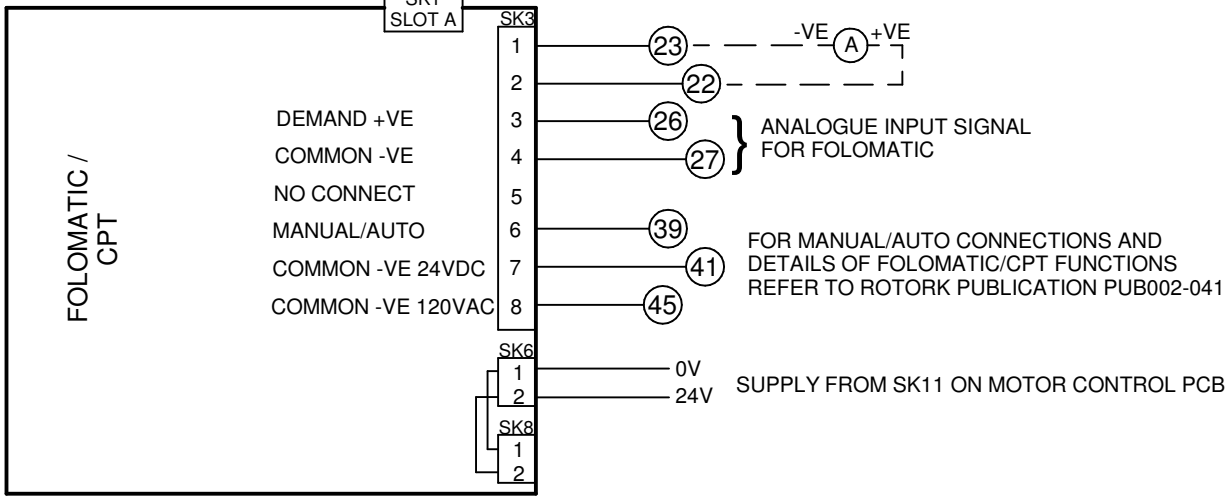 SLOT A
SK3
1 23 -VE A +VE
2 22
DEMAND +VE 3 26
COMMON -VE 4 27
ANALOGUE INPUT SIGNAL
FOR FOLOMATIC
NO CONNECT 5
MANUAL/AUTO 6 39
COMMON -VE 24VDC 7 41
COMMON -VE 120VAC 8 45
FOR MANUAL/AUTO CONNECTIONS AND
DETAILS OF FOLOMATIC/CPT FUNCTIONS
REFER TO ROTORK PUBLICATION PUB002-041
FOLOMATIC /
CPT
SK6
1 0V
2 24V
SUPPLY FROM SK11 ON MOTOR CONTROL PCB
SK8
1
2